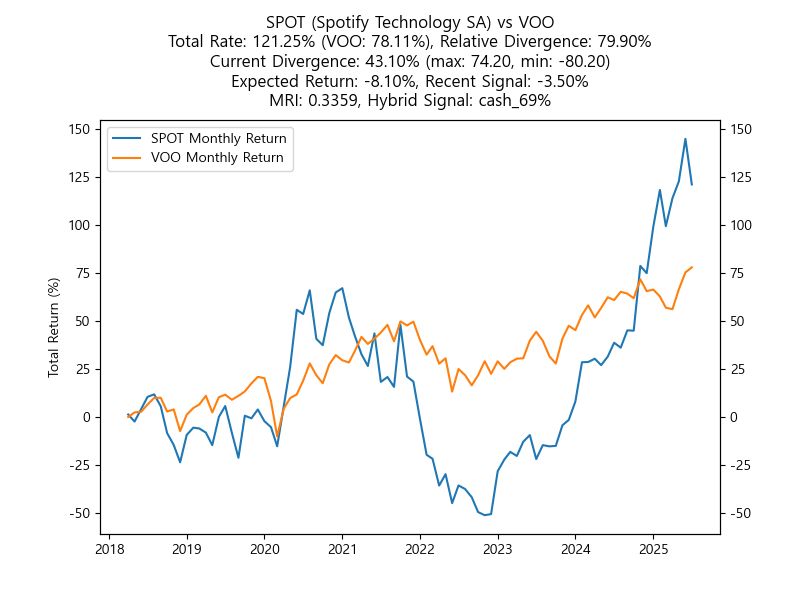 SPOT (Spotify Technology SA) vs VOO
Total Rate: 121.25% (VOO: 78.11%), Relative Divergence: 79.90%
Current Divergence: 43.10% (max: 74.20, min: -80.20)
Expected Return: -8.10%, Recent Signal: -3.50%
MRI: 0.3359, Hybrid Signal: cash_69%
SPOT Monthly Return
VOO Monthly Return
Total Return (%)
150
125
100
75
50
25
0
-25
-50
150
125
100
75
50
25
0
-25
-50
2018 2019 2020 2021 2022 2023 2024 2025